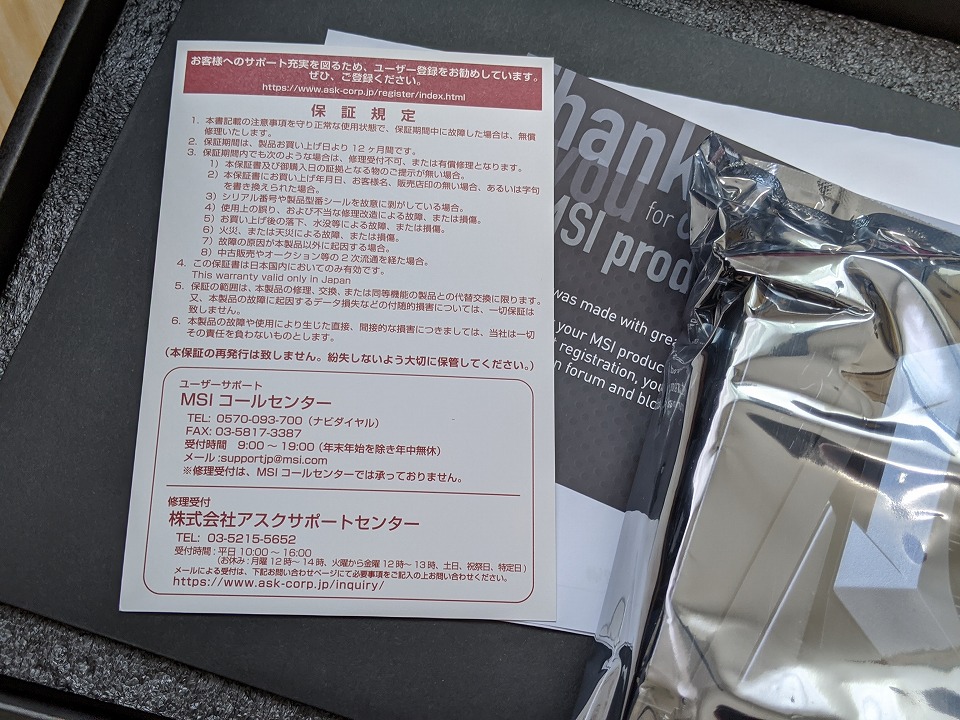 お客様へのサポート充実を図るため、ユーザー登録をお勧めしています。
ぜひ、ご登録ください。
https://www.ask-corp.jp/register/index.html
保証規定
1. 本書記載の注意事項を守り正常な使用状態で、保証期間中に故障した場合は、無償
修理いたします。
2. 保証期間は、製品お買い上げ日より 12 ヶ月間です。
3. 保証期間内でも次のような場合は、修理受付不可、または有償修理となります。
1) 本保証書及び御購入日の証拠となる物のご提示が無い場合。
2) 本保証書にお買い上げ年月日、お客様名、販売店印の無い場合、あるいは字句
を書き換えられた場合。
3) シリアル番号や製品型番シールを故意に剥がしている場合。
4) 使用上の誤り、および不当な修理改造による故障、または損傷。
5) お買い上げ後の落下、水没等による故障、または損傷。
6) 火災、または天災による故障、または損傷。
7) 故障の原因が本製品以外に起因する場合。
8) 中古販売やオークション等の 2 次流通を経た場合。
4. この保証書は日本国内においてのみ有効です。
This warranty valid only in Japan
5. 保証の範囲は、本製品の修理、交換、または同等機能の製品との代替交換に限ります。
又、本製品の故障に起因するデータ損失などの付随的損害については、一切保証は
致しません。
6. 本製品の故障や使用により生じた直接、間接的な損害につきましては、当社は一切
その責任を負わないものとします。
(本保証の再発行は致しません。紛失しないよう大切に保管してください。)
ユーザーサポート
MSI コールセンター
TEL: 0570-093-700 (ナビダイヤル)
FAX: 03-5817-3387
受付時間 9:00 ~ 19:00 (年末年始を除き年中無休)
メール :supportjp@msi.com
※修理受付は、MSI コールセンターでは承っておりません。
修理受付
株式会社アスクサポートセンター
TEL: 03-5215-5652
受付時間 : 平日 10:00 ~ 16:00
(お休み : 月曜 12 時~ 14 時、火曜から金曜 12 時~ 13 時、土日、祝祭日、特定日)
メールによる受付は、下記お問い合わせページにて必要事項をご記入の上お問い合わせください。
https://www.ask-corp.jp/inquiry/
Thank
you for
MSI prod
was made with
your MSI product
registration, you
forum and